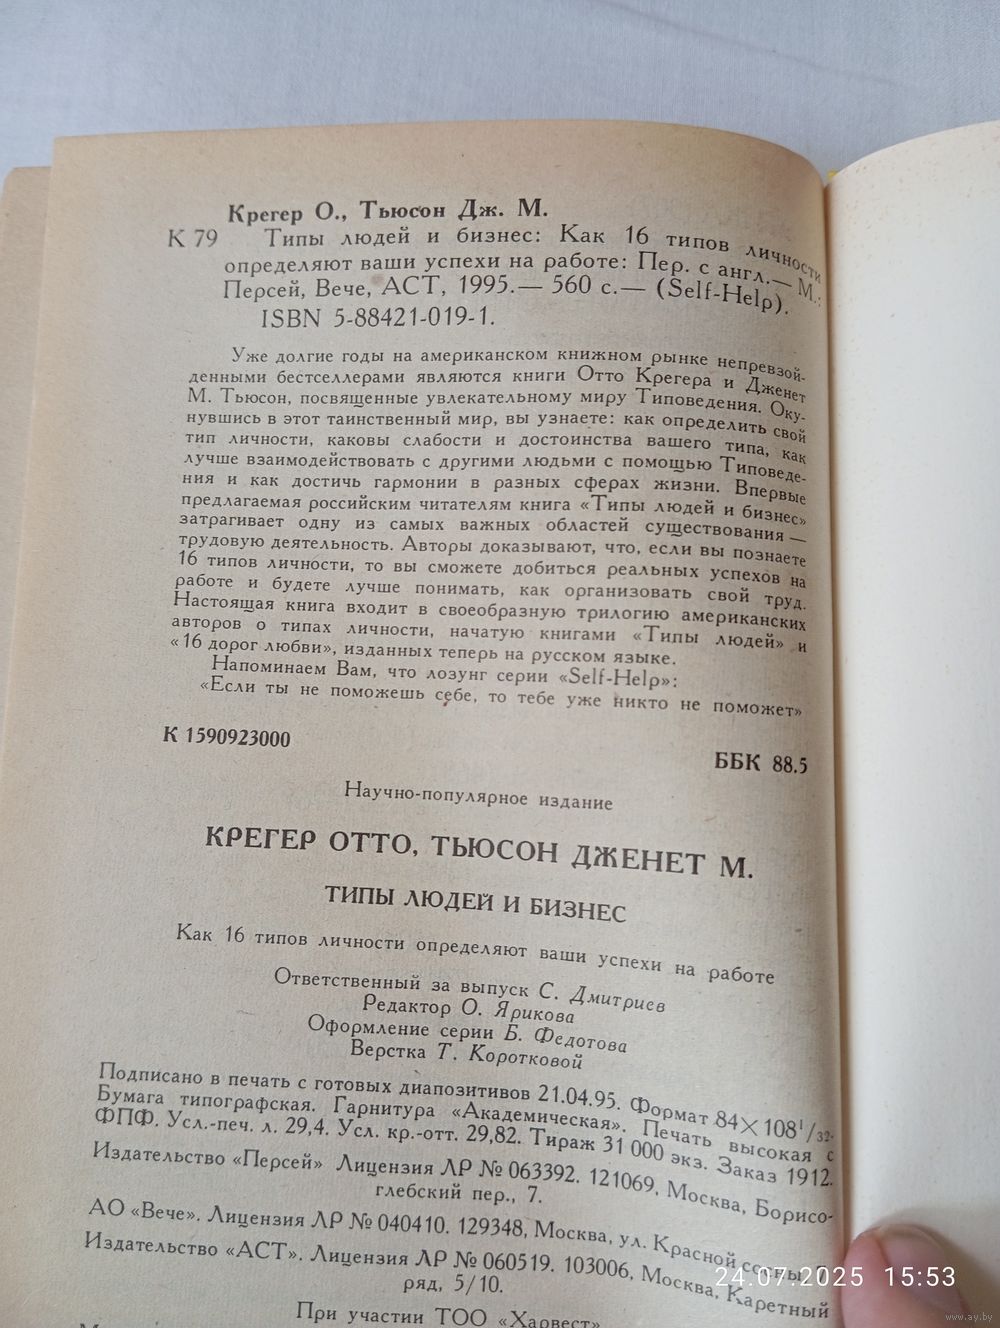 Крегер О., Тьюсон Дж. М.
К 79 Типы людей и бизнес: Как 16 типов личности
определяют ваши успехи на работе: Пер. с англ.— М.:
Персей, Вече, АСТ, 1995.— 560 с.— (Self-Help).
ISBN 5-88421-019-1.
Уже долгие годы на американском книжном рынке непревзой-
денными бестселлерами являются книги Отто Крегера и Дженет
М. Тьюсон, посвященные увлекательному миру Типоведения. Оку-
нувшись в этот таинственный мир, вы узнаете: как определить свой
тип личности, каковы слабости и достоинства вашего типа, как
лучше взаимодействовать с другими людьми с помощью Типоведе-
ния и как достичь гармонии в разных сферах жизни. Впервые
предлагаемая российским читателям книга «Типы людей и бизнес»
затрагивает одну из самых важных областей существования —
трудовую деятельность. Авторы доказывают, что, если вы познаете
16 типов личности, то вы сможете добиться реальных успехов на
работе и будете лучше понимать, как организовать свой труд.
Настоящая книга входит в своеобразную трилогию американских
авторов о типах личности, начатую книгами «Типы людей» и
«16 дорог любви», изданных теперь на русском языке.
Напоминаем Вам, что лозунг серии «Self-Help»:
«Если ты не поможешь себе, то тебе уже никто не поможет»
К 1590923000
ББК 88.5
Научно-популярное издание
КРЕГЕР ОТТО, ТЬЮСОН ДЖЕНЕТ М.
ТИПЫ ЛЮДЕЙ И БИЗНЕС
Как 16 типов личности определяют ваши успехи на работе
Ответственный за выпуск С. Дмитриев
Редактор О. Ярикова
Оформление серии Б. Федотова
Верстка Т. Коротковой
Подписано в печать с готовых диапозитивов 21.04.95. Формат 84×108¹/₃₂.
Бумага типографская. Гарнитура «Академическая». Печать высокая с
ФПФ. Усл.-печ. л. 29,4. Усл. кр.-отт. 29,82. Тираж 31 000 экз. Заказ 1912.
Издательство «Персей» Лицензия ЛР № 063392. 121069, Москва, Борисо-
глебский пер., 7.
АО «Вече». Лицензия ЛР № 040410. 129348, Москва, ул. Красной сосны,
Издательство «АСТ». Лицензия ЛР № 060519. 103006, Москва, Каретный
ряд, 5/10.
При участии ТОО «Харвест»
24.07.2025 15:53
www.ay.by